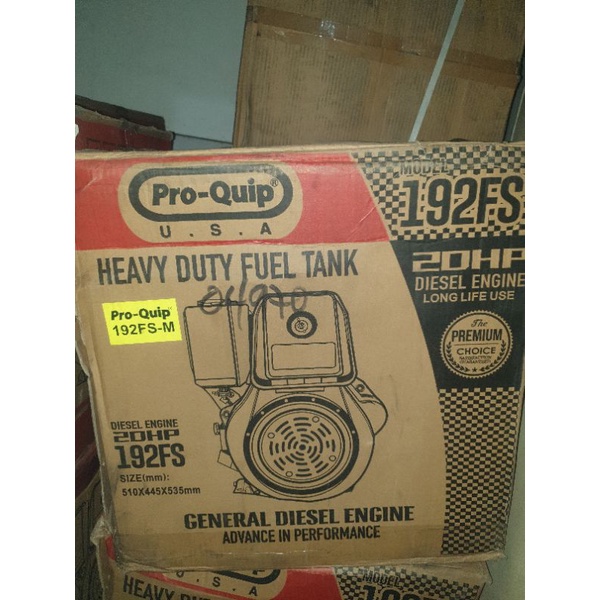 Pro-Quip®
U.S.A
MODEL
192FS
20HP
DIESEL ENGINE
LONG LIFE USE
HEAVY DUTY FUEL TANK
Pro-Quip
192FS-M
The
PREMIUM
CHOICE
DIESEL ENGINE
20HP
192FS
SIZE(mm):
510X445X535mm
GENERAL DIESEL ENGINE
ADVANCE IN PERFORMANCE
U.S.A
MODEL